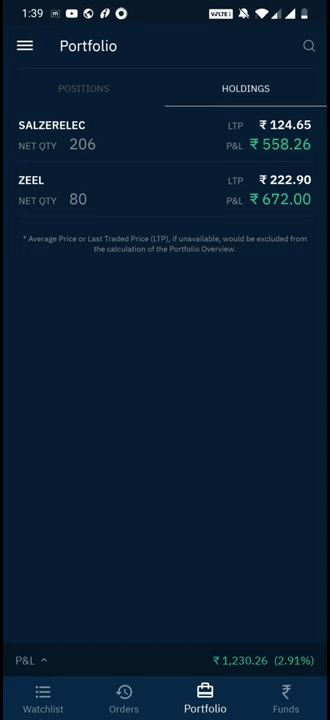 1:39
VoLTE 1
Portfolio
POSITIONS HOLDINGS
SALZERELEC LTP ₹ 124.65
NET QTY 206 P&L ₹ 558.26
ZEEL LTP ₹ 222.90
NET QTY 80 P&L ₹ 672.00
* Average Price or Last Traded Price (LTP), if unavailable, would be excluded from
the calculation of the Portfolio Overview.
P&L ₹ 1,230.26 (2.91%)
Watchlist Orders Portfolio Funds